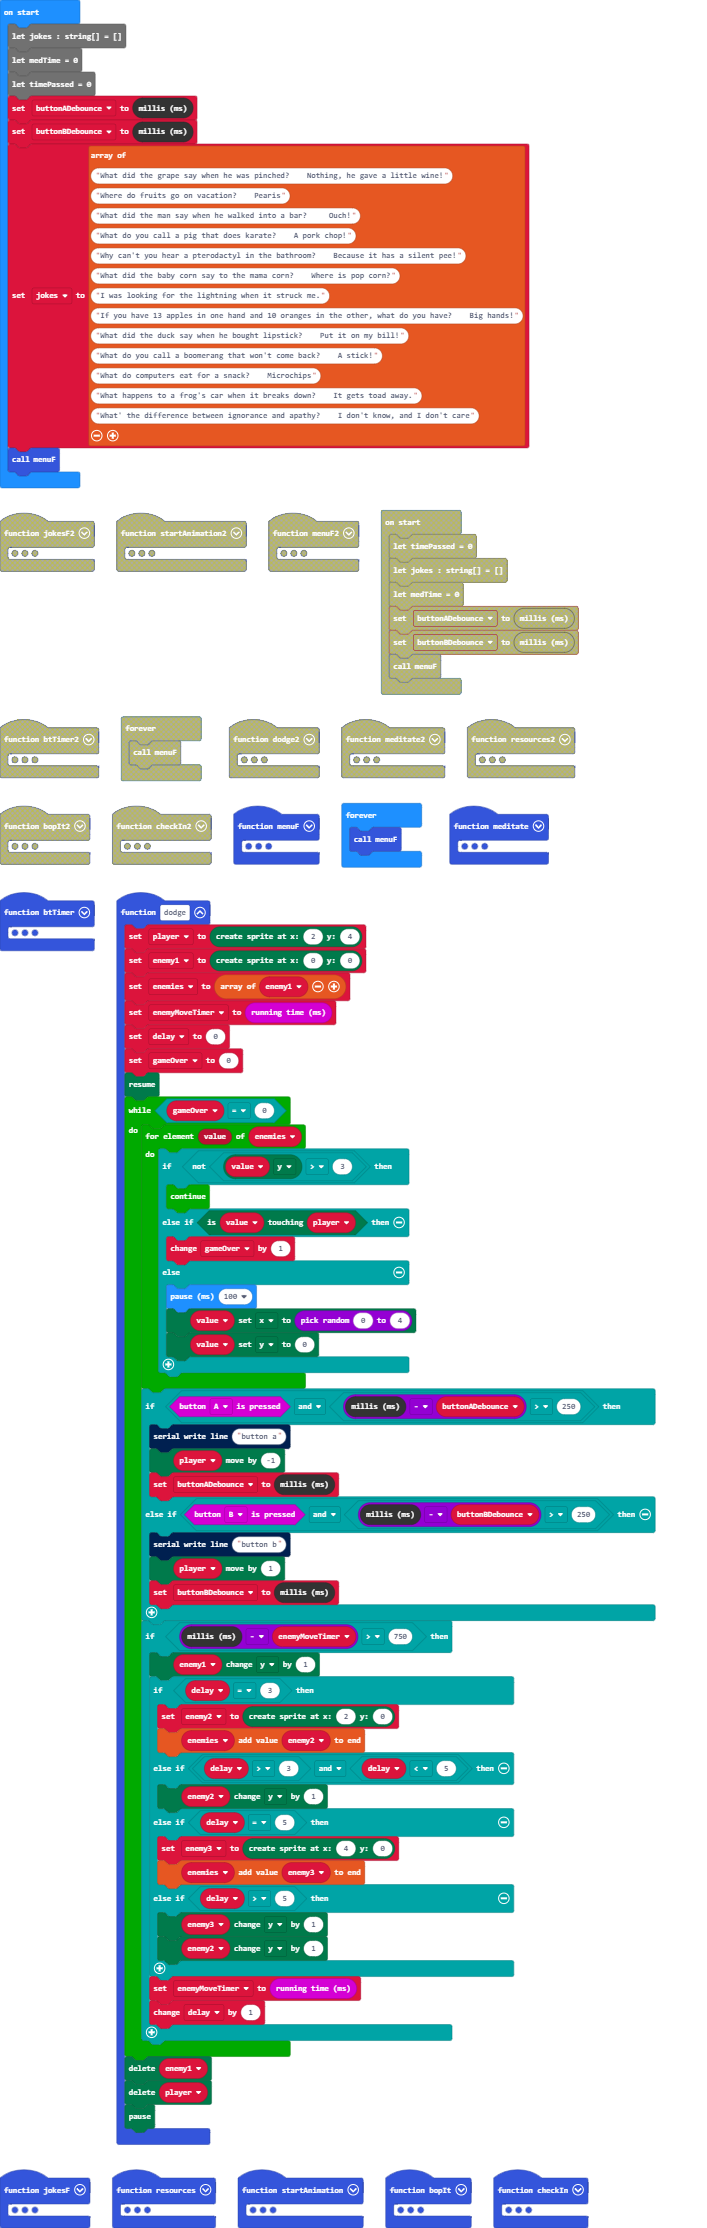 on start
let jokes : string[] = []
let medTime = 0
let timePassed = 0
set buttonADebounce to millis (ms)
set buttonBDebounce to millis (ms)
array of
"What did the grape say when he was pinched? Nothing, he gave a little wine!"
"Where do fruits go on vacation? Pearis"
"What did the man say when he walked into a bar? Ouch!"
"What do you call a pig that does karate? A pork chop!"
"Why can't you hear a pterodactyl in the bathroom? Because it has a silent pee!"
"What did the baby corn say to the mama corn? Where is pop corn?"
set jokes to "I was looking for the lightning when it struck me."
"If you have 13 apples in one hand and 10 oranges in the other, what do you have? Big hands!"
"What did the duck say when he bought lipstick? Put it on my bill!"
"What do you call a boomerang that won't come back? A stick!"
"What do computers eat for a snack? Microchips"
"What happens to a frog's car when it breaks down? It gets toad away."
"What' the difference between ignorance and apathy? I don't know, and I don't care"
call menuF
function jokesF2 function startAnimation2 function menuF2
on start
let timePassed = 0
let jokes : string[] = []
let medTime = 0
set buttonADebounce to millis (ms)
set buttonBDebounce to millis (ms)
call menuF
function btTimer2
forever
call menuF
function dodge2 function meditate2 function resources2
function bopIt2 function checkIn2 function menuF
forever
call menuF
function meditate
function btTimer
function dodge
set player to create sprite at x: 2 y: 4
set enemy1 to create sprite at x: 0 y: 0
set enemies to array of enemy1
set enemyMoveTimer to running time (ms)
set delay to 0
set gameOver to 0
resume
while gameOver = 0
do
for element value of enemies
do
if not value y > 3 then
continue
else if is value touching player then
change gameOver by 1
else
pause (ms) 100
value set x to pick random 0 to 4
value set y to 0
if button A is pressed and millis (ms) - buttonADebounce > 250 then
serial write line "button a"
player move by -1
set buttonADebounce to millis (ms)
else if button B is pressed and millis (ms) - buttonBDebounce > 250 then
serial write line "button b"
player move by 1
set buttonBDebounce to millis (ms)
if millis (ms) - enemyMoveTimer > 750 then
enemy1 change y by 1
if delay = 3 then
set enemy2 to create sprite at x: 2 y: 0
enemies add value enemy2 to end
else if delay > 3 and delay < 5 then
enemy2 change y by 1
else if delay = 5 then
set enemy3 to create sprite at x: 4 y: 0
enemies add value enemy3 to end
else if delay > 5 then
enemy3 change y by 1
enemy2 change y by 1
set enemyMoveTimer to running time (ms)
change delay by 1
delete enemy1
delete player
pause
function jokesF function resources function startAnimation function bopIt function checkIn